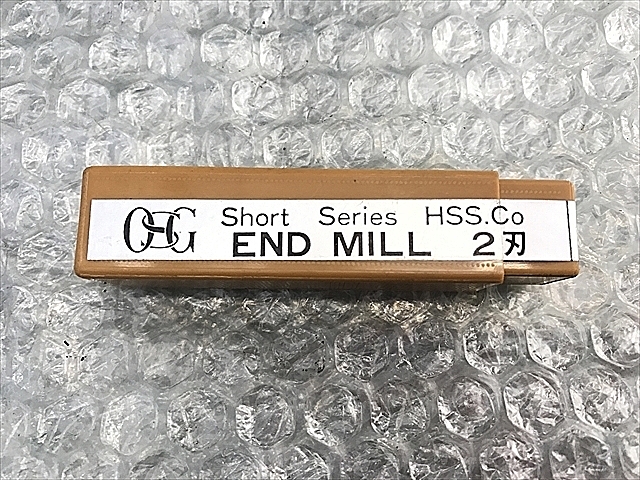 OSG
Short Series HSS.Co
END MILL 2刃